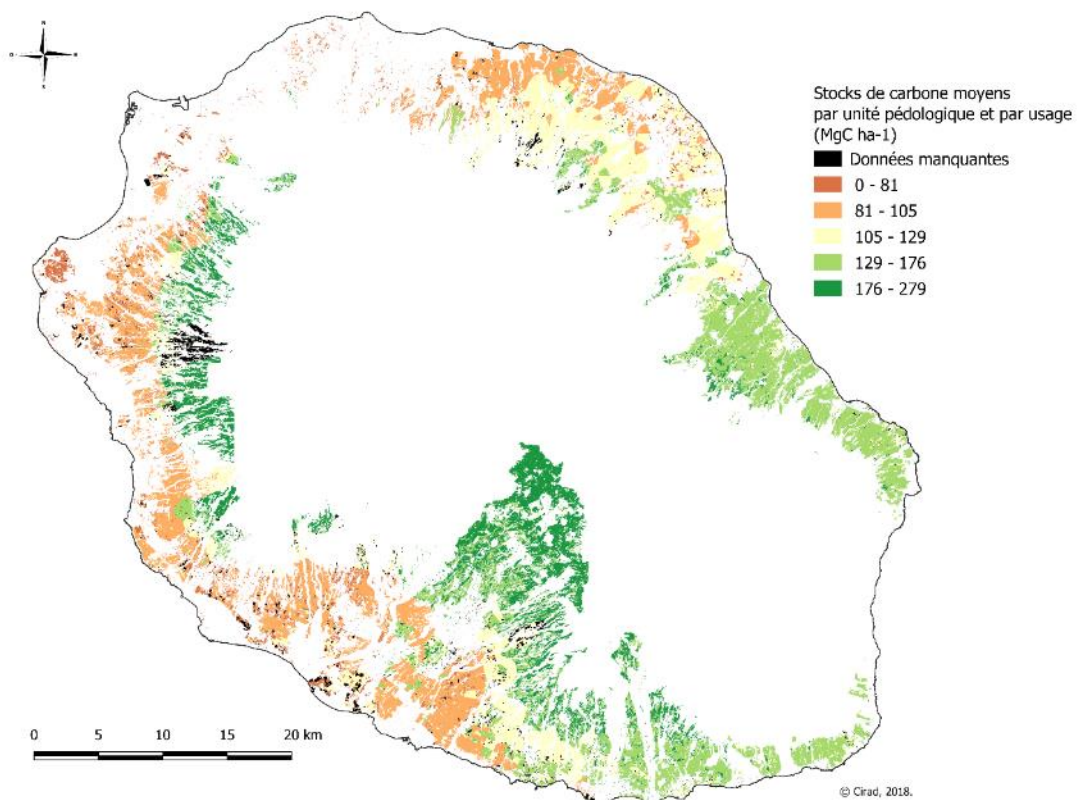 N
O
E
S
Stocks de carbone moyens
par unité pédologique et par usage
(MgC ha-1)
Données manquantes
0 - 81
81 - 105
105 - 129
129 - 176
176 - 279
0 5 10 15 20 km
© Cirad, 2018.